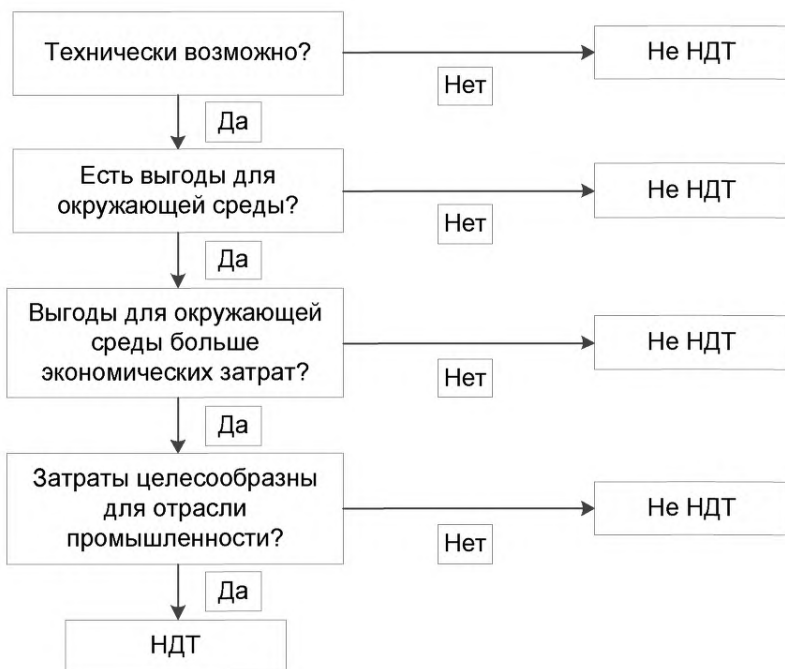 Технически возможно?
Не НДТ
Нет
Да
Есть выгоды для
окружающей среды?
Не НДТ
Нет
Да
Выгоды для окружающей
среды больше
экономических затрат?
Не НДТ
Нет
Да
Затраты целесообразны
для отрасли
промышленности?
Не НДТ
Нет
Да
НДТ